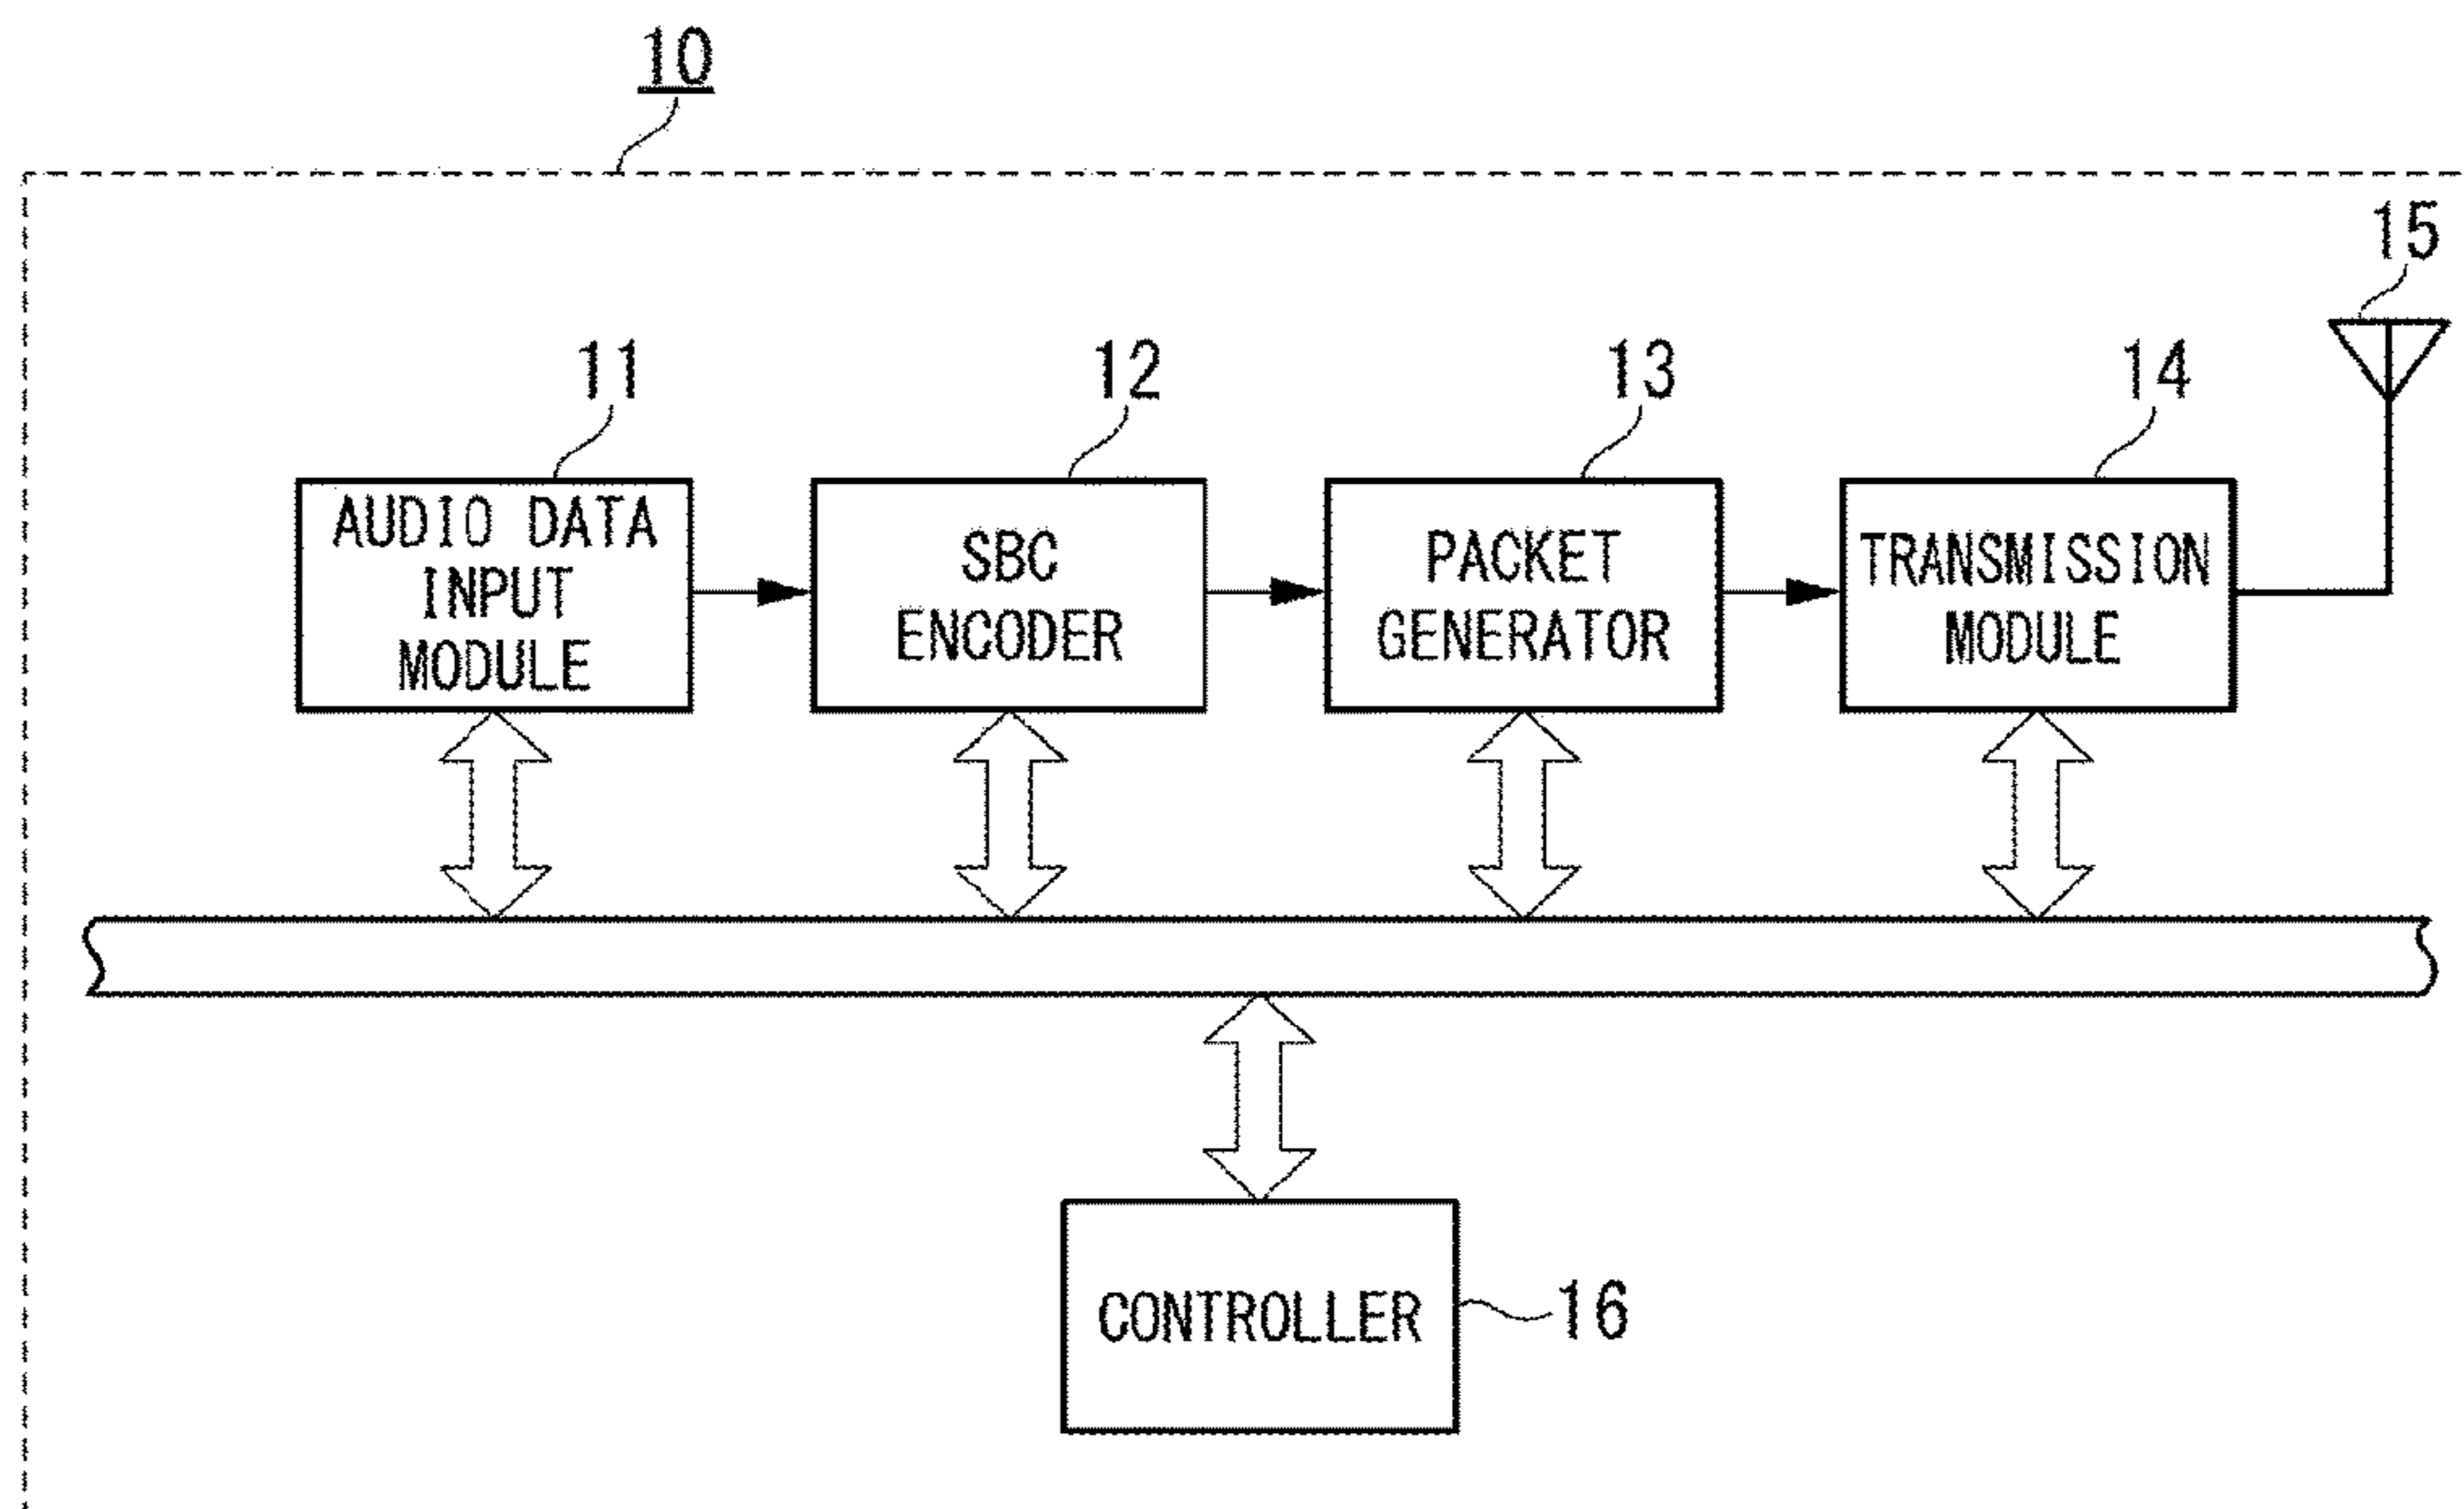 10
15
11
12
13
14
AUDIO DATA
INPUT
MODULE
SBC
ENCODER
PACKET
GENERATOR
TRANSMISSION
MODULE
CONTROLLER
16